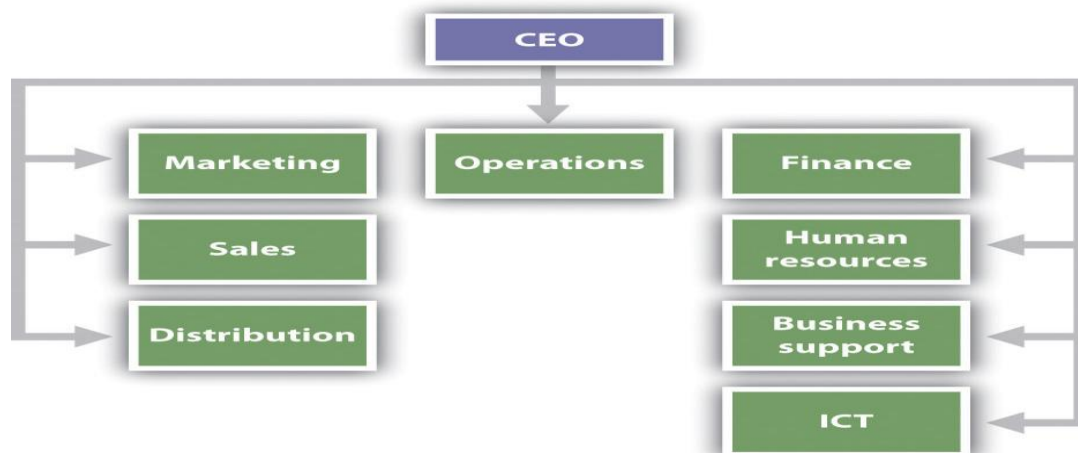 CEO
Marketing
Operations
Finance
Sales
Human
resources
Distribution
Business
support
ICT